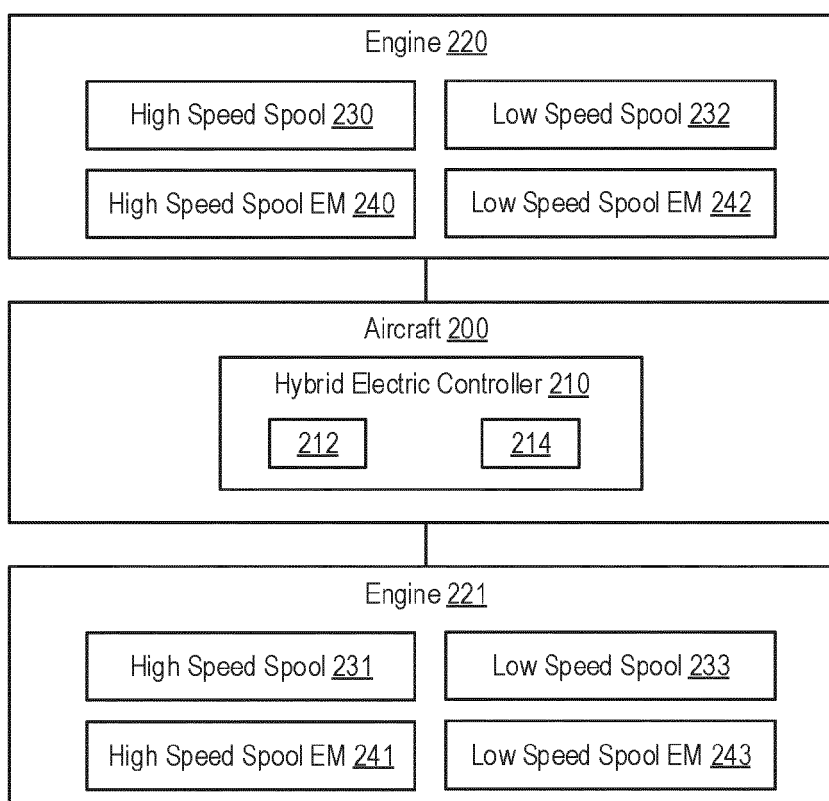 Engine 220
High Speed Spool 230
Low Speed Spool 232
High Speed Spool EM 240
Low Speed Spool EM 242
Aircraft 200
Hybrid Electric Controller 210
212
214
Engine 221
High Speed Spool 231
Low Speed Spool 233
High Speed Spool EM 241
Low Speed Spool EM 243